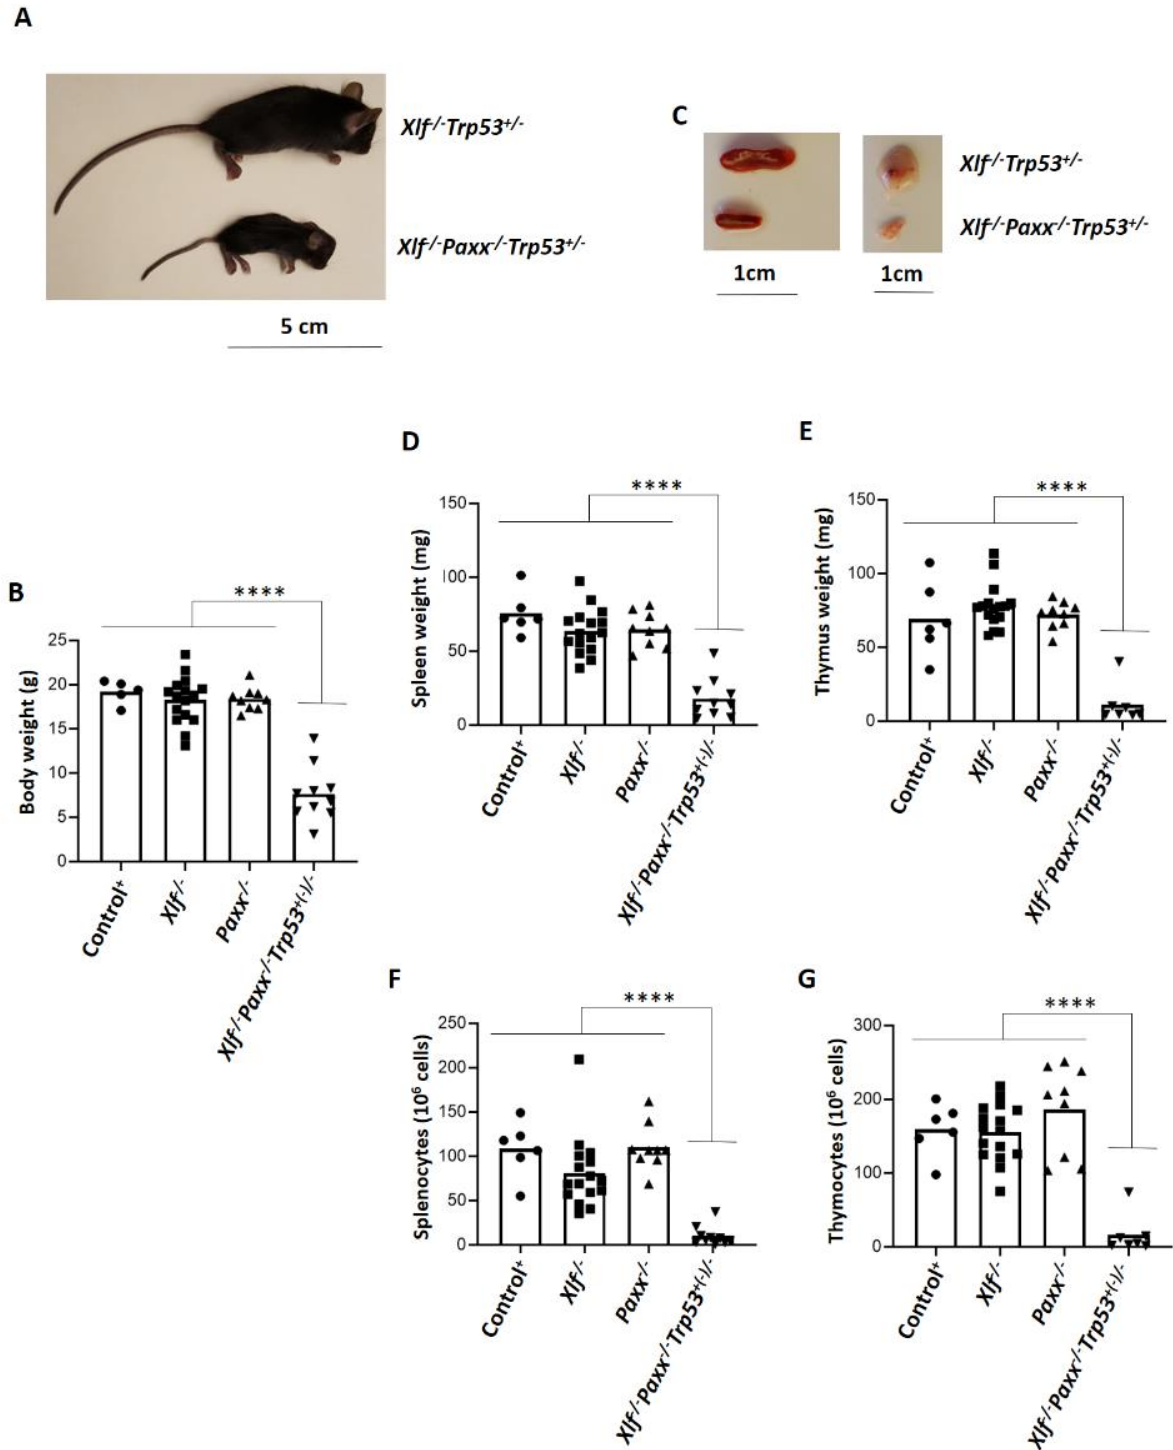 A
Xlf-/-Trp53+/-
Xlf-/-Paxx-/-Trp53+/-
5 cm
C
Xlf-/-Trp53+/-
Xlf-/-Paxx-/-Trp53+/-
1cm
1cm
B
****
Body weight (g)
25
20
15
10
5
0
Control+
Xlf-/-
Paxx-/-
Xlf-/-Paxx-/-Trp53+(-)/-
D
****
Spleen weight (mg)
150
100
50
0
Control+
Xlf-/-
Paxx-/-
Xlf-/-Paxx-/-Trp53+(-)/-
E
****
Thymus weight (mg)
150
100
50
0
Control+
Xlf-/-
Paxx-/-
Xlf-/-Paxx-/-Trp53+(-)/-
F
****
Splenocytes (10⁶ cells)
250
200
150
100
50
0
Control+
Xlf-/-
Paxx-/-
Xlf-/-Paxx-/-Trp53+(-)/-
G
****
Thymocytes (10⁶ cells)
300
200
100
0
Control+
Xlf-/-
Paxx-/-
Xlf-/-Paxx-/-Trp53+(-)/-